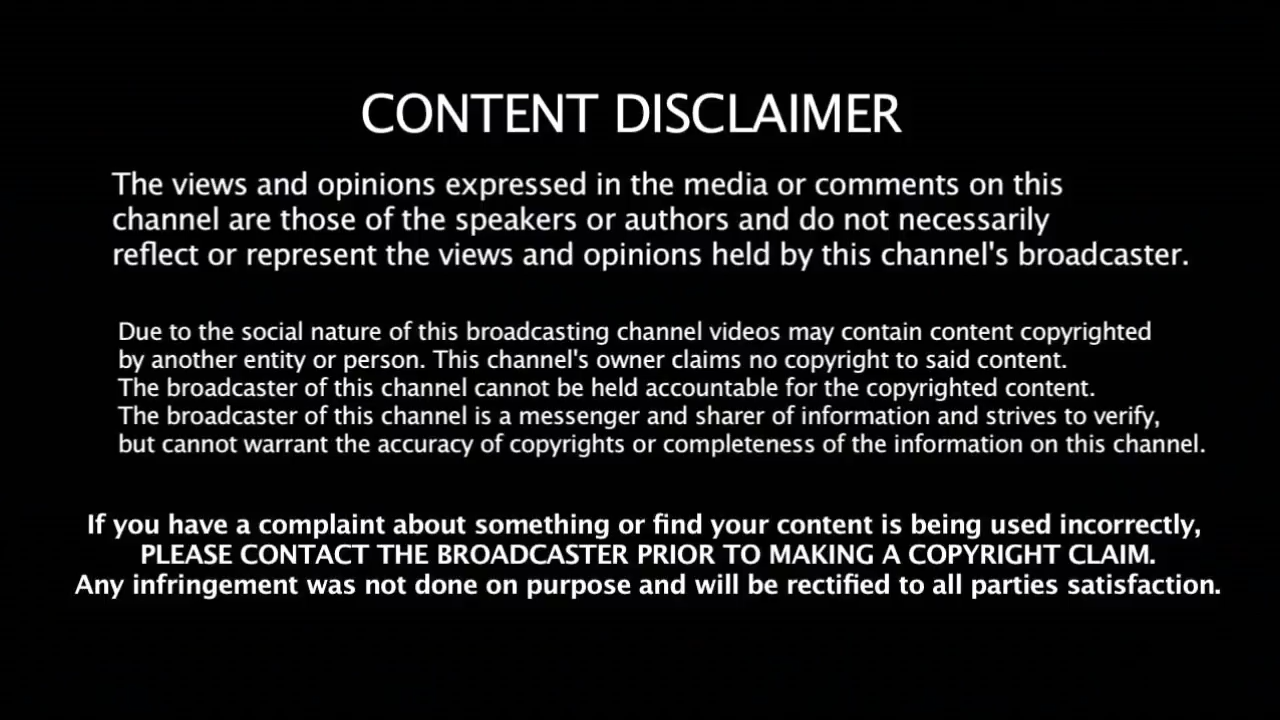 CONTENT DISCLAIMER
The views and opinions expressed in the media or comments on this
channel are those of the speakers or authors and do not necessarily
reflect or represent the views and opinions held by this channel's broadcaster.
Due to the social nature of this broadcasting channel videos may contain content copyrighted
by another entity or person. This channel's owner claims no copyright to said content.
The broadcaster of this channel cannot be held accountable for the copyrighted content.
The broadcaster of this channel is a messenger and sharer of information and strives to verify,
but cannot warrant the accuracy of copyrights or completeness of the information on this channel.
If you have a complaint about something or find your content is being used incorrectly,
PLEASE CONTACT THE BROADCASTER PRIOR TO MAKING A COPYRIGHT CLAIM.
Any infringement was not done on purpose and will be rectified to all parties satisfaction.